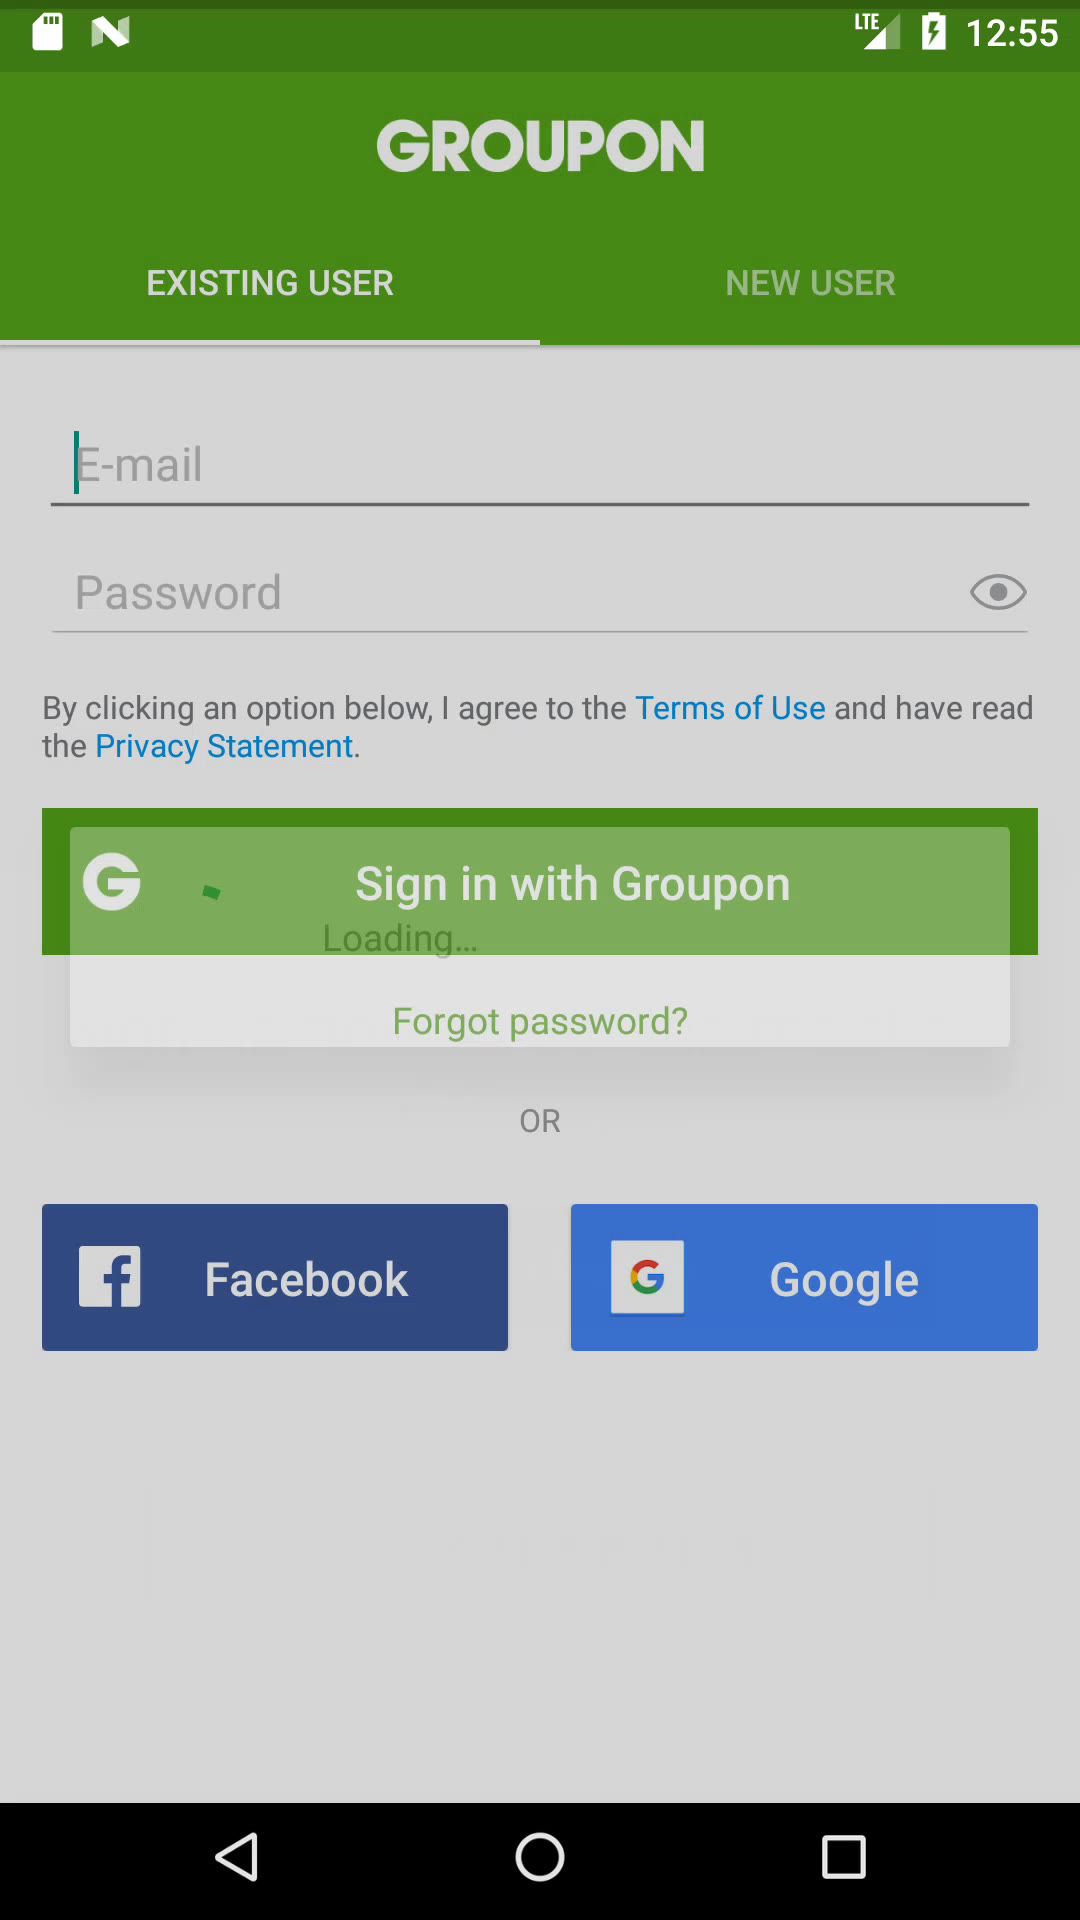 LTE 12:55
GROUPON
EXISTING USER NEW USER
E-mail
Password
By clicking an option below, I agree to the Terms of Use and have read
the Privacy Statement.
Sign in with Groupon
Loading...
Forgot password?
OR
Facebook Google